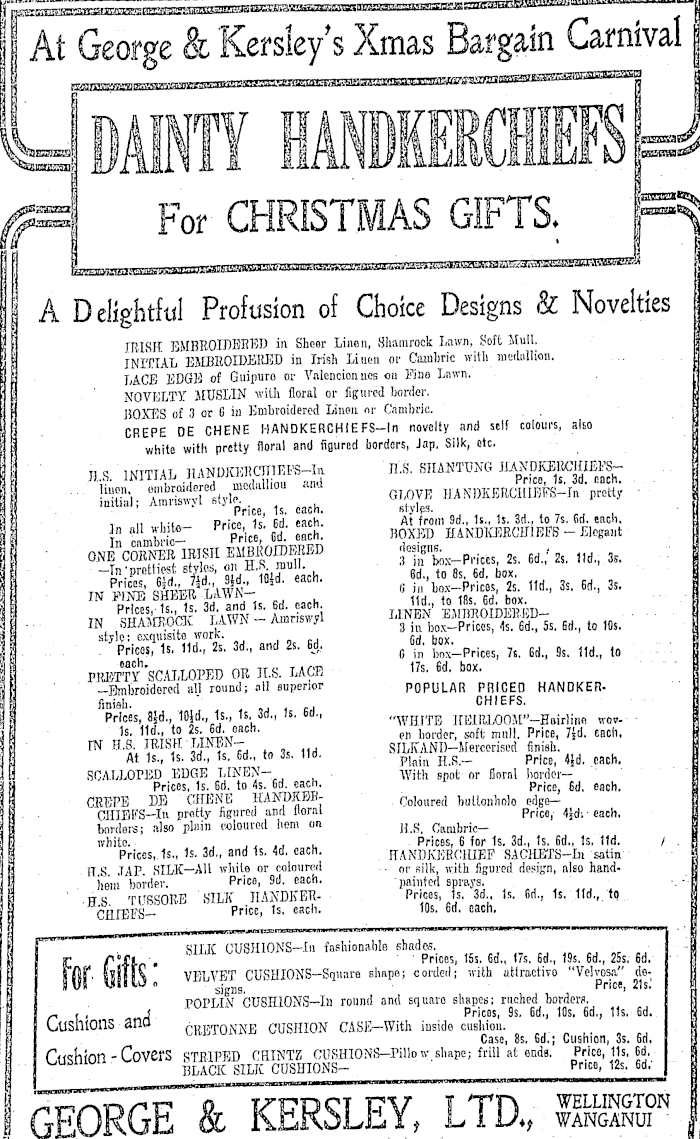 At George & Kersley's Xmas Bargain Carnival
DAINTY HANDKERCHIEFS
For CHRISTMAS GIFTS.
A Delightful Profusion of Choice Designs & Novelties
IRISH EMBROIDERED in Sheer Linen, Shamrock Lawn, Soft Mull.
INITIAL EMBROIDERED in Irish Linen or Cambric with medallion.
LACE EDGE of Guipure or Valenciennes on Fine Lawn.
NOVELTY MUSLIN with floral or figured border.
BOXES of 3 or 6 in Embroidered Linen or Cambric.
CREPE DE CHENE HANDKERCHIEFS—In novelty and self colours, also
white with pretty floral and figured borders, Jap. Silk, etc.
H.S. INITIAL HANDKERCHIEFS—In
linen, embroidered medallion and
initial; Amriswyl style.
Price, 1s. each.
In all white— Price, 1s. 6d. each.
In cambric— Price, 6d. each.
ONE CORNER IRISH EMBROIDERED
—In prettiest styles, on H.S. mull.
Prices, 6½d., 7½d., 9½d., 10½d. each.
IN FINE SHEER LAWN—
Prices, 1s., 1s. 3d. and 1s. 6d. each.
IN SHAMROCK LAWN — Amriswyl
style; exquisite work.
Prices, 1s. 11d., 2s. 3d., and 2s. 6d.
each.
PRETTY SCALLOPED OR H.S. LACE
—Embroidered all round; all superior
finish.
Prices, 8½d., 10½d., 1s., 1s. 3d., 1s. 6d.,
1s. 11d., to 2s. 6d. each.
IN H.S. IRISH LINEN—
At 1s., 1s. 3d., 1s. 6d., to 3s. 11d.
SCALLOPED EDGE LINEN—
Prices, 1s. 6d. to 4s. 6d. each.
CREPE DE CHENE HANDKER-
CHIEFS—In pretty figured and floral
borders; also plain coloured hem on
white.
Prices, 1s., 1s. 3d., and 1s. 4d. each.
H.S. JAP. SILK—All white or coloured
hem border. Price, 9d. each.
H.S. TUSSORE SILK HANDKER-
CHIEFS— Price, 1s. each.
H.S. SHANTUNG HANDKERCHIEFS—
Price, 1s. 3d. each.
GLOVE HANDKERCHIEFS—In pretty
styles.
At from 9d., 1s., 1s. 3d., to 7s. 6d. each.
BOXED HANDKERCHIEFS — Elegant
designs.
3 in box—Prices, 2s. 6d., 2s. 11d., 3s.
6d., to 8s. 6d. box.
6 in box—Prices, 2s. 11d., 3s. 6d., 3s.
11d., to 18s. 6d. box.
LINEN EMBROIDERED—
3 in box—Prices, 4s. 6d., 5s. 6d., to 10s.
6d. box.
6 in box—Prices, 7s. 6d., 9s. 11d., to
17s. 6d. box.
POPULAR PRICED HANDKER-
CHIEFS.
"WHITE HEIRLOOM"—Hairline wov-
en border, soft mull. Price, 7½d. each.
SILKAND—Mercerised finish.
Plain H.S.— Price, 4½d. each.
With spot or floral border—
Price, 6d. each.
Coloured buttonhole edge—
Price, 4½d. each.
H.S. Cambric—
Prices, 6 for 1s. 3d., 1s. 6d., 1s. 11d.
HANDKERCHIEF SACHETS—In satin
or silk, with figured design, also hand-
painted sprays.
Prices, 1s. 3d., 1s. 6d., 1s. 11d., to
10s. 6d. each.
For Gifts:
Cushions and
Cushion-Covers
SILK CUSHIONS—In fashionable shades.
Prices, 15s. 6d., 17s. 6d., 19s. 6d., 25s. 6d.
VELVET CUSHIONS—Square shape; corded; with attractive "Velvosa" de-
signs. Price, 21s.
POPLIN CUSHIONS—In round and square shapes; ruched borders.
Prices, 9s. 6d., 10s. 6d., 11s. 6d.
CRETONNE CUSHION CASE—With inside cushion.
Case, 8s. 6d.; Cushion, 3s. 6d.
STRIPED CHINTZ CUSHIONS—Pillow shape; frill at ends. Price, 11s, 6d.
BLACK SILK CUSHIONS— Price, 12s. 6d.
GEORGE & KERSLEY, LTD., WELLINGTON
WANGANUI